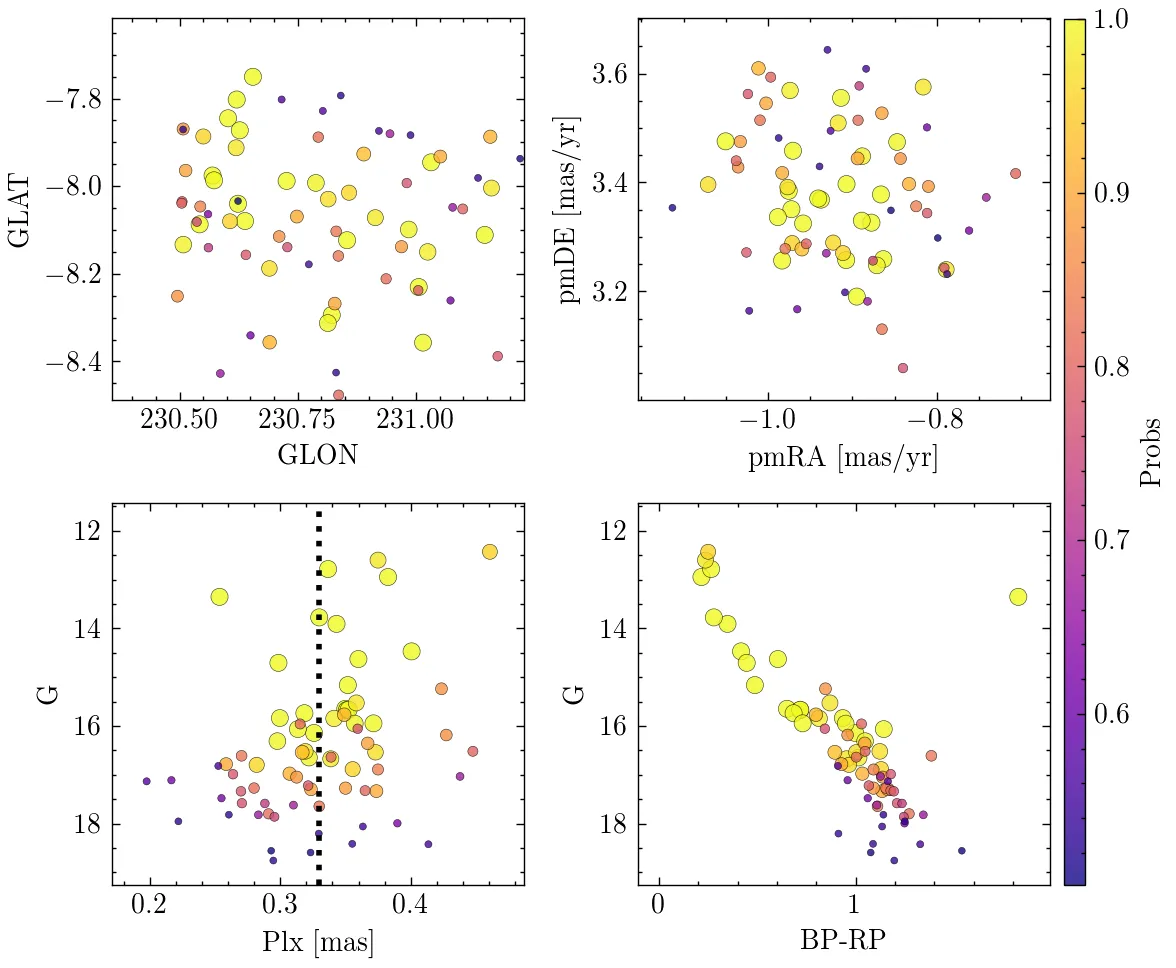 −7.8
−8.0
−8.2
−8.4
GLAT
230.50 230.75 231.00
GLON
3.6
3.4
3.2
pmDE [mas/yr]
−1.0 −0.8
pmRA [mas/yr]
1.0
0.9
0.8
0.7
0.6
Probs
12
14
16
18
G
0.2 0.3 0.4
Plx [mas]
12
14
16
18
G
0 1
BP-RP